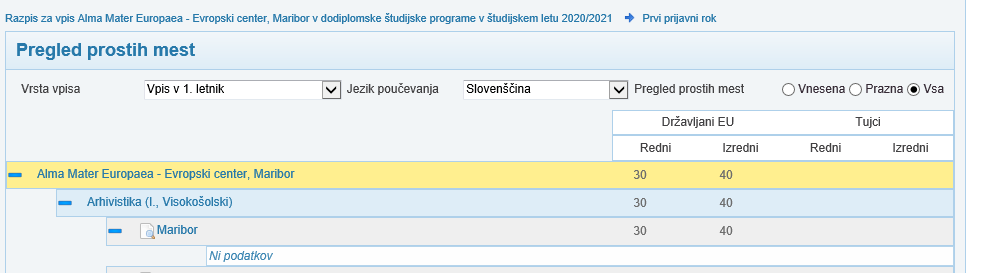 Razpis za vpis Alma Mater Europaea - Evropski center, Maribor v dodiplomske študijske programe v študijskem letu 2020/2021 Prvi prijavni rok
Pregled prostih mest
Vrsta vpisa Vpis v 1. letnik Jezik poučevanja Slovenščina Pregled prostih mest Vnesena Prazna Vsa
Državljani EU Tujci
Redni Izredni Redni Izredni
Alma Mater Europaea - Evropski center, Maribor 30 40
Arhivistika (I., Visokošolski) 30 40
Maribor 30 40
Ni podatkov